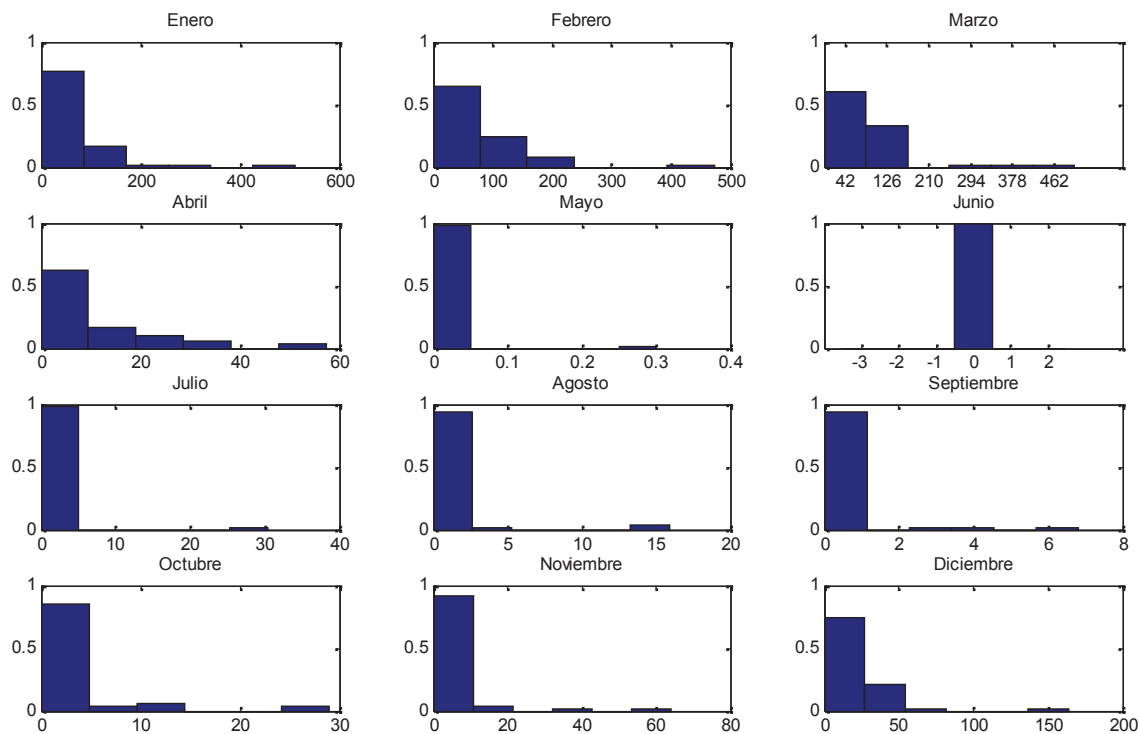 Enero Febrero Marzo
1 1 1
0.5 0.5 0.5
0 0 0
0 200 400 600 0 100 200 300 400 500 42 126 210 294 378 462
Abril Mayo Junio
1 1 1
0.5 0.5 0.5
0 0 0
0 20 40 60 0.1 0.2 0.3 0.4 -3 -2 -1 0 1 2
Julio Agosto Septiembre
1 1 1
0.5 0.5 0.5
0 0 0
0 10 20 30 40 0 5 10 15 20 0 2 4 6 8
Octubre Noviembre Diciembre
1 1 1
0.5 0.5 0.5
0 0 0
0 10 20 30 0 20 40 60 80 0 50 100 150 200